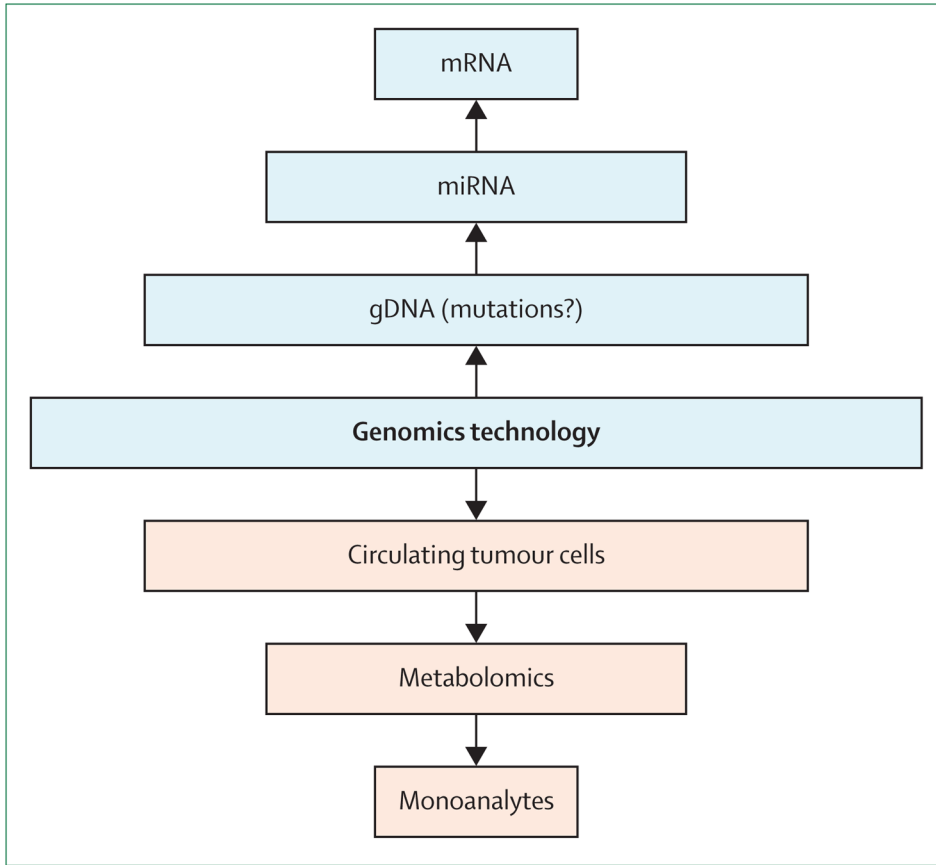 mRNA
miRNA
gDNA (mutations?)
Genomics technology
Circulating tumour cells
Metabolomics
Monoanalytes